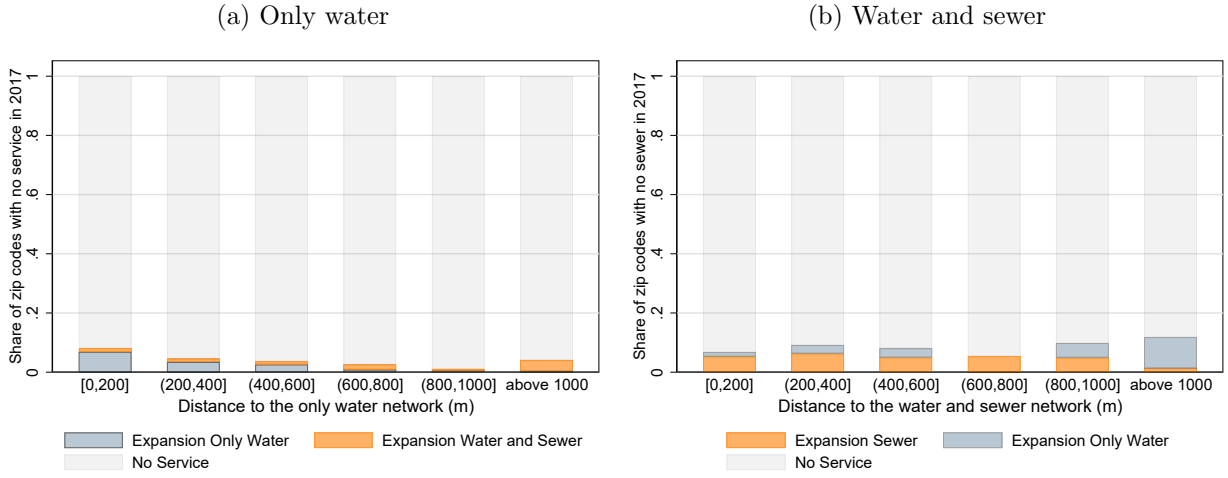 (a) Only water
Share of zip codes with no service in 2017
1
.8
.6
.4
.2
0
[0,200]
(200,400]
(400,600]
(600,800]
(800,1000]
above 1000
Distance to the only water network (m)
Expansion Only Water
Expansion Water and Sewer
No Service
(b) Water and sewer
Share of zip codes with no sewer in 2017
1
.8
.6
.4
.2
0
[0,200]
(200,400]
(400,600]
(600,800]
(800,1000]
above 1000
Distance to the water and sewer network (m)
Expansion Sewer
Expansion Only Water
No Service